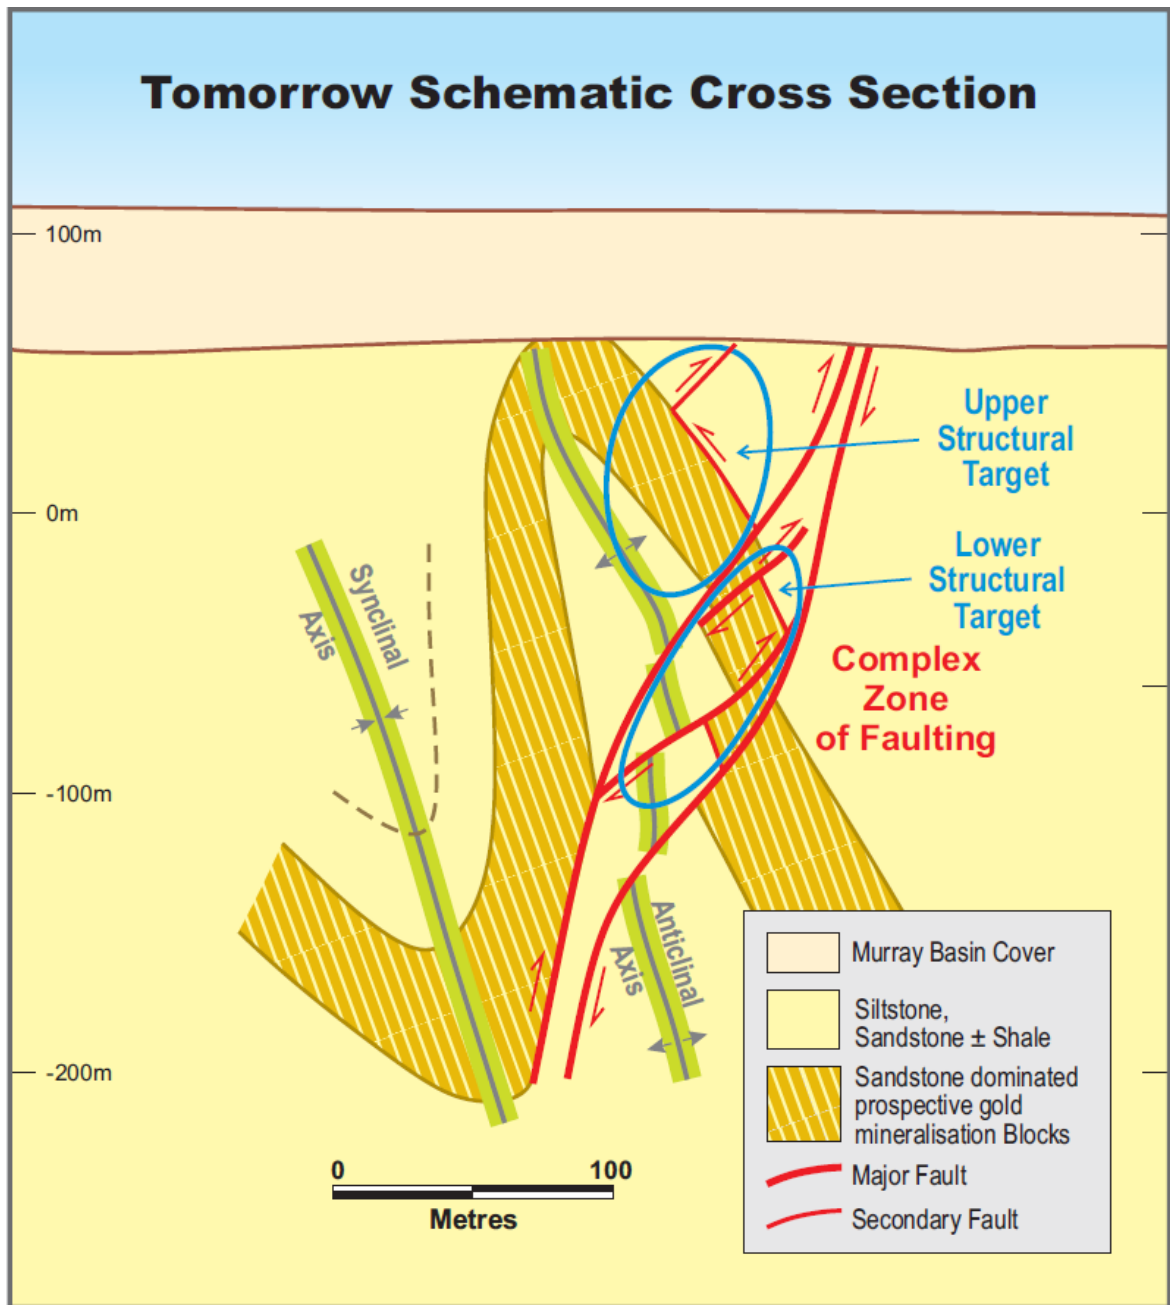 Tomorrow Schematic Cross Section
100m
0m
-100m
-200m
Upper
Structural
Target
Lower
Structural
Target
Complex
Zone
of Faulting
Synclinal
Axis
Anticlinal
Axis
Murray Basin Cover
Siltstone,
Sandstone ± Shale
Sandstone dominated
prospective gold
mineralisation Blocks
Major Fault
Secondary Fault
0 100
Metres